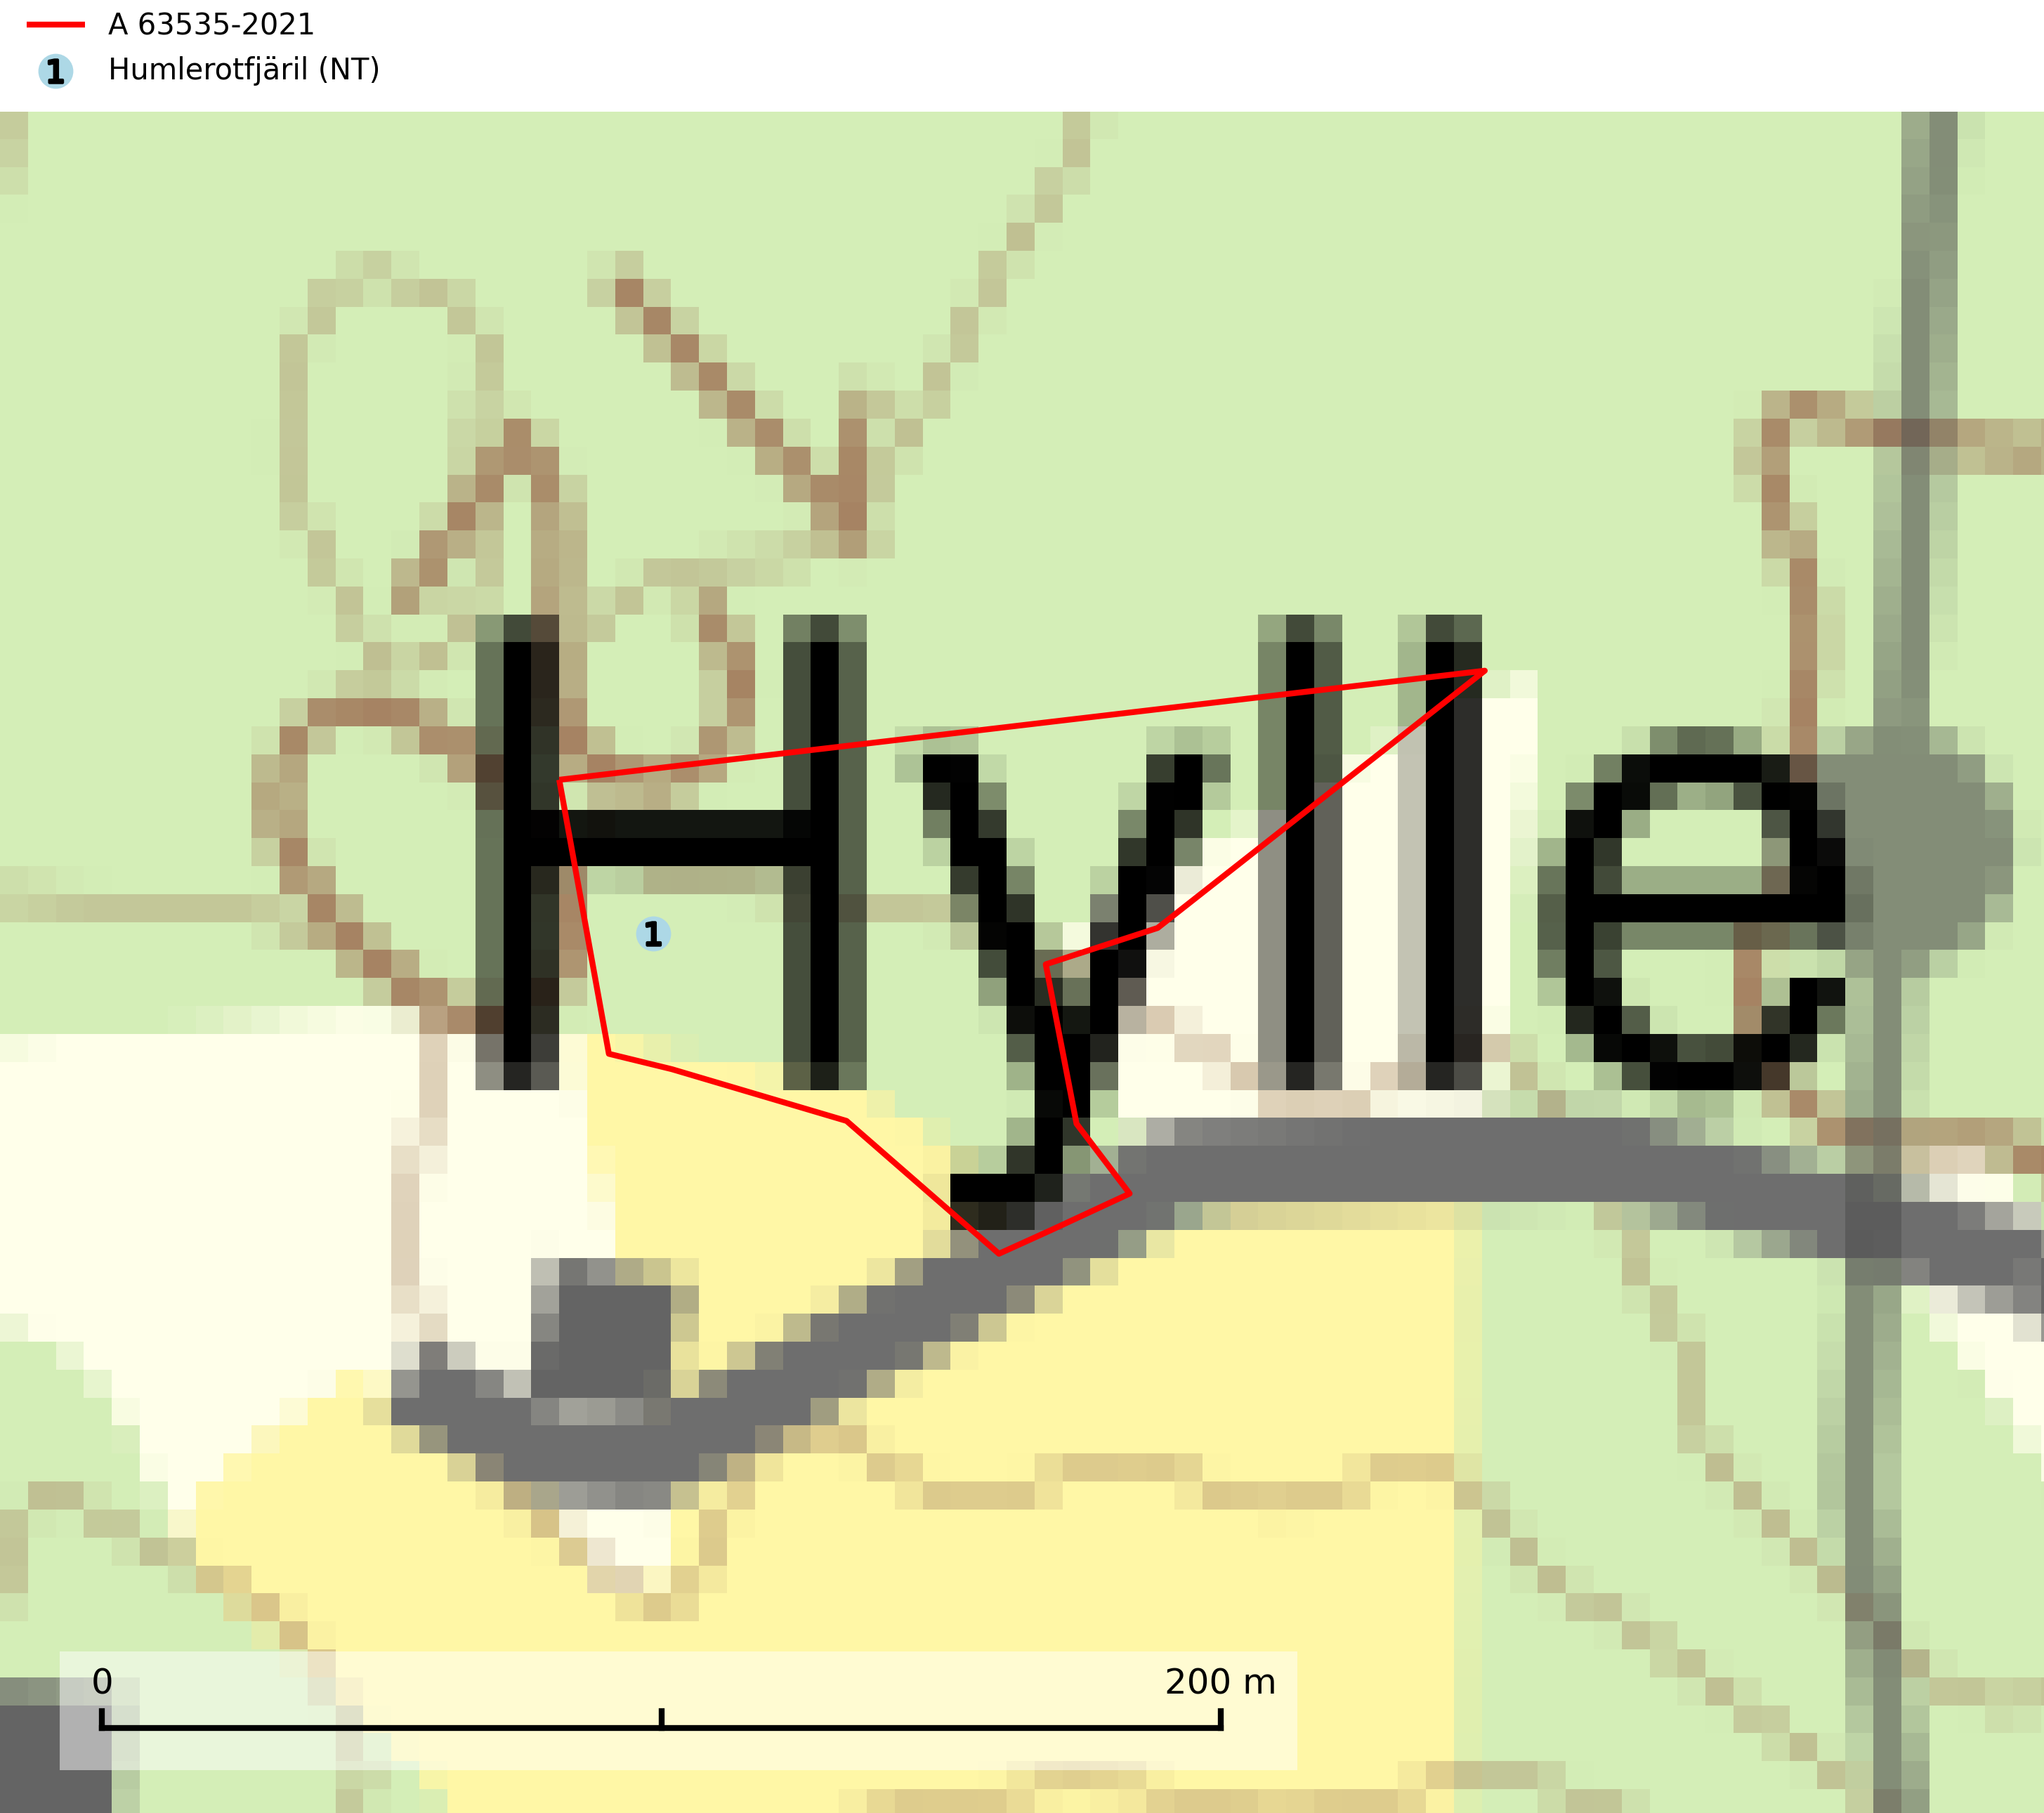 A 63535-2021
1 Humlerotfjäril (NT)
Hylle
1
0 200 m